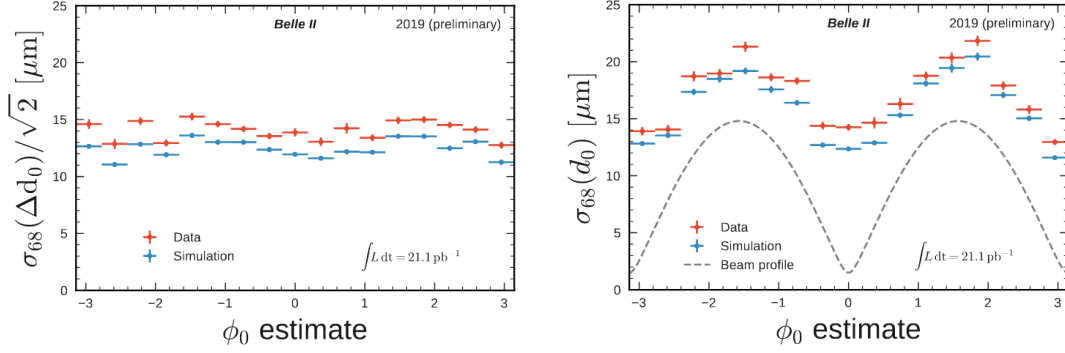 Belle II 2019 (preliminary)
σ₆₈(Δd₀)/√2 [μm]
25
20
15
10
5
0
Data
Simulation
∫L dt = 21.1 pb⁻¹
−3 −2 −1 0 1 2 3
ϕ₀ estimate
Belle II 2019 (preliminary)
σ₆₈(d₀) [μm]
25
20
15
10
5
0
Data
Simulation
Beam profile
∫L dt = 21.1 pb⁻¹
−3 −2 −1 0 1 2 3
ϕ₀ estimate